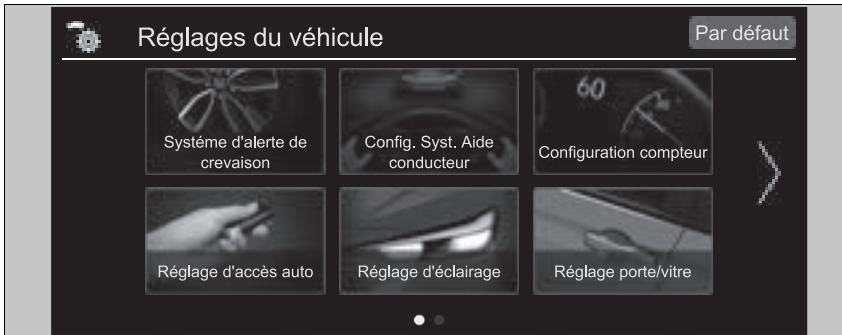 Réglages du véhicule
Par défaut
60
Systéme d'alerte de
crevaison
Config. Syst. Aide
conducteur
Configuration compteur
Réglage d'accès auto
Réglage d'éclairage
Réglage porte/vitre